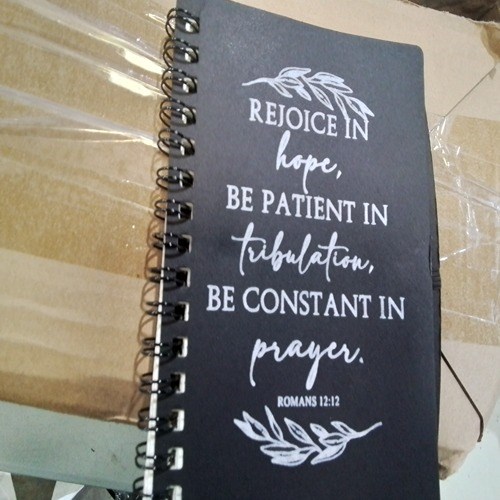 REJOICE IN
hope,
BE PATIENT IN
tribulation,
BE CONSTANT IN
prayer.
ROMANS 12:12